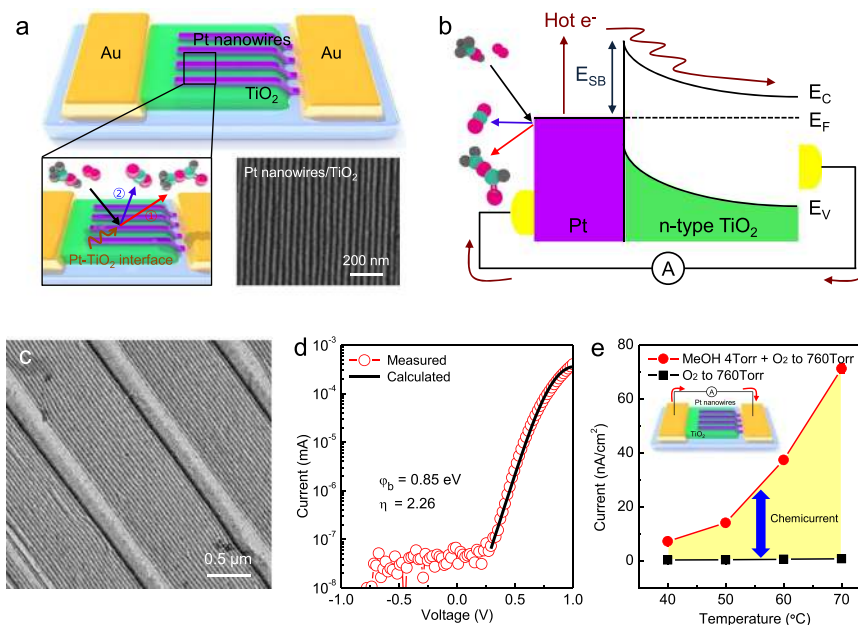 a
Au
Pt nanowires
Au
TiO2
②
Pt-TiO2 interface
Pt nanowires/TiO2
200 nm
b
Hot e-
ESB
EC
EF
EV
Pt
n-type TiO2
A
c
0.5 μm
d
10-3
10-4
10-5
10-6
10-7
10-8
Measured
Calculated
φb = 0.85 eV
η = 2.26
Current (mA)
-1.0 -0.5 0.0 0.5 1.0
Voltage (V)
e
80
60
40
20
0
MeOH 4Torr + O2 to 760Torr
O2 to 760Torr
A
Pt nanowires
TiO2
Chemicurrent
Current (nA/cm2)
40 50 60 70
Temperature (°C)